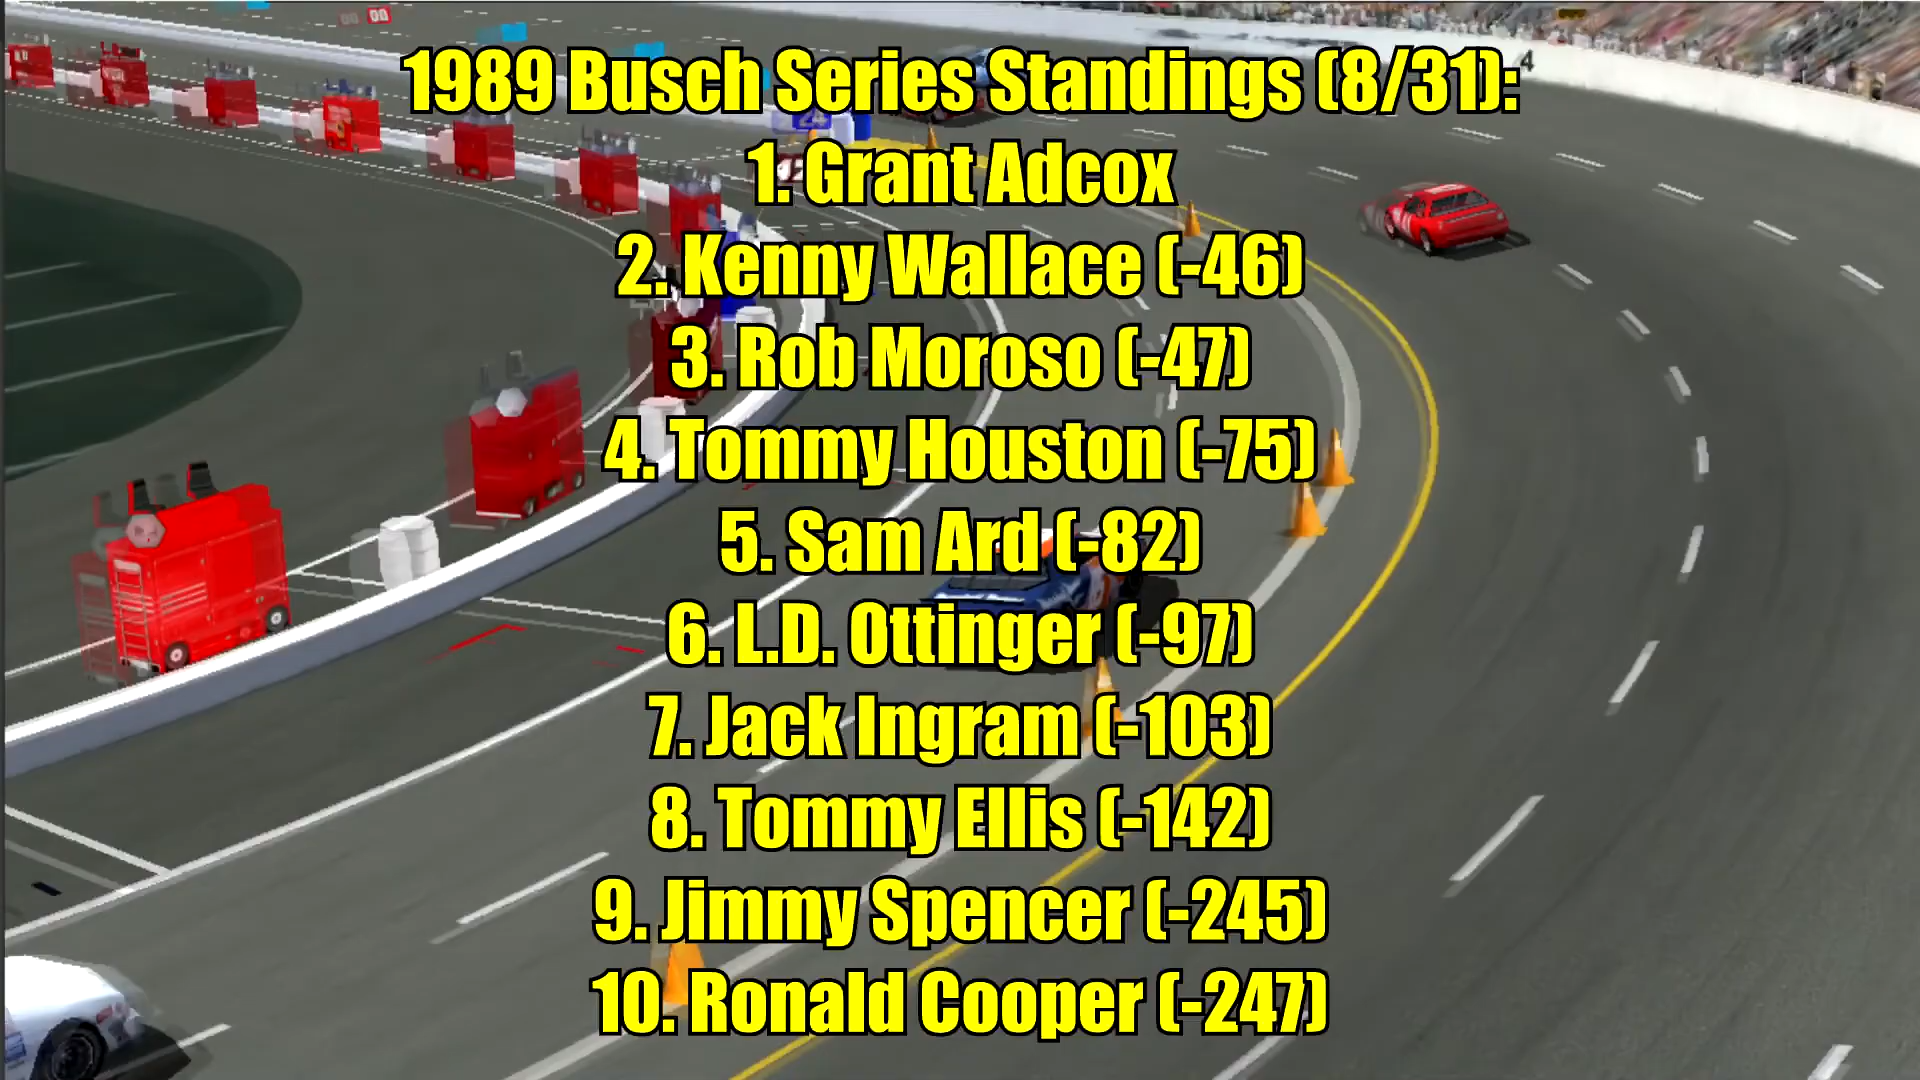 1989 Busch Series Standings (8/31):
1. Grant Adcox
2. Kenny Wallace (-46)
3. Rob Moroso (-47)
4. Tommy Houston (-75)
5. Sam Ard (-82)
6. L.D. Ottinger (-97)
7. Jack Ingram (-103)
8. Tommy Ellis (-142)
9. Jimmy Spencer (-245)
10. Ronald Cooper (-247)
4
24